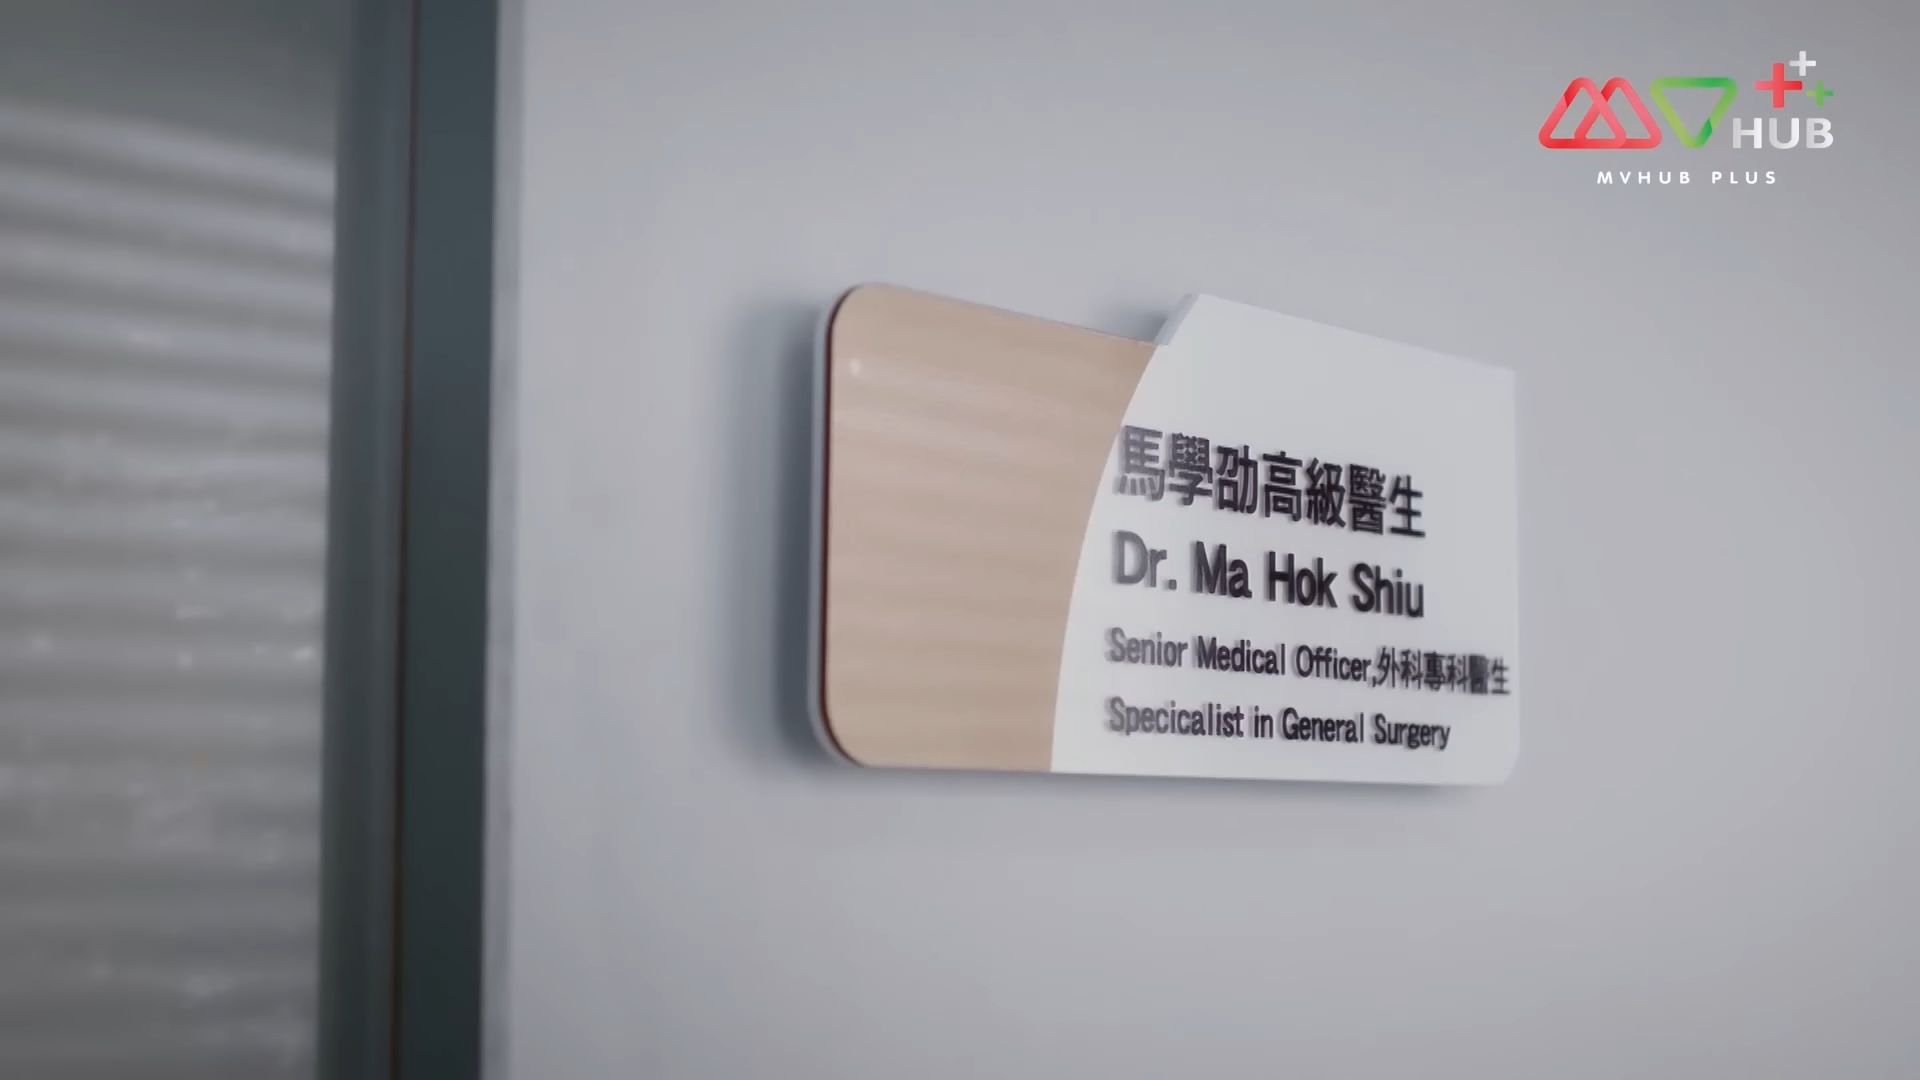 馬學劭高級醫生
Dr. Ma Hok Shiu
Senior Medical Officer,外科專科醫生
Specicalist in General Surgery
MV HUB
MVHUB PLUS